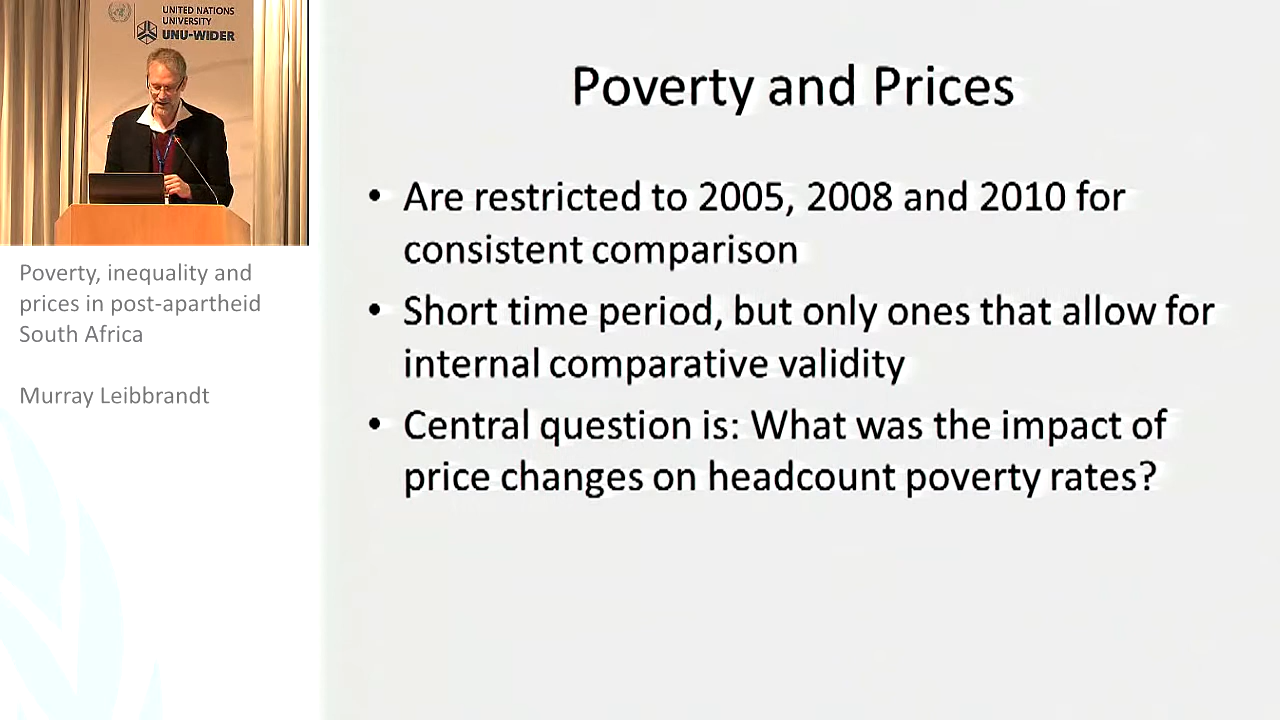 UNITED NATIONS
UNIVERSITY
UNU-WIDER
Poverty, inequality and
prices in post-apartheid
South Africa
Murray Leibbrandt
Poverty and Prices
• Are restricted to 2005, 2008 and 2010 for
consistent comparison
• Short time period, but only ones that allow for
internal comparative validity
• Central question is: What was the impact of
price changes on headcount poverty rates?